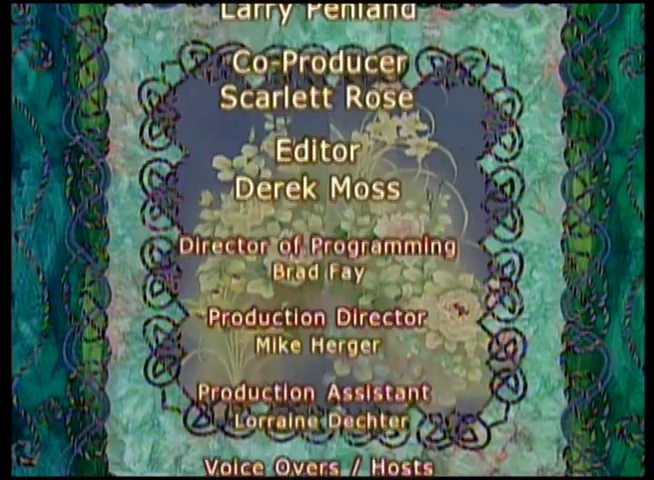 Larry Penland
Co-Producer
Scarlett Rose
Editor
Derek Moss
Director of Programming
Brad Fay
Production Director
Mike Herger
Production Assistant
Lorraine Dechter
Voice Overs / Hosts